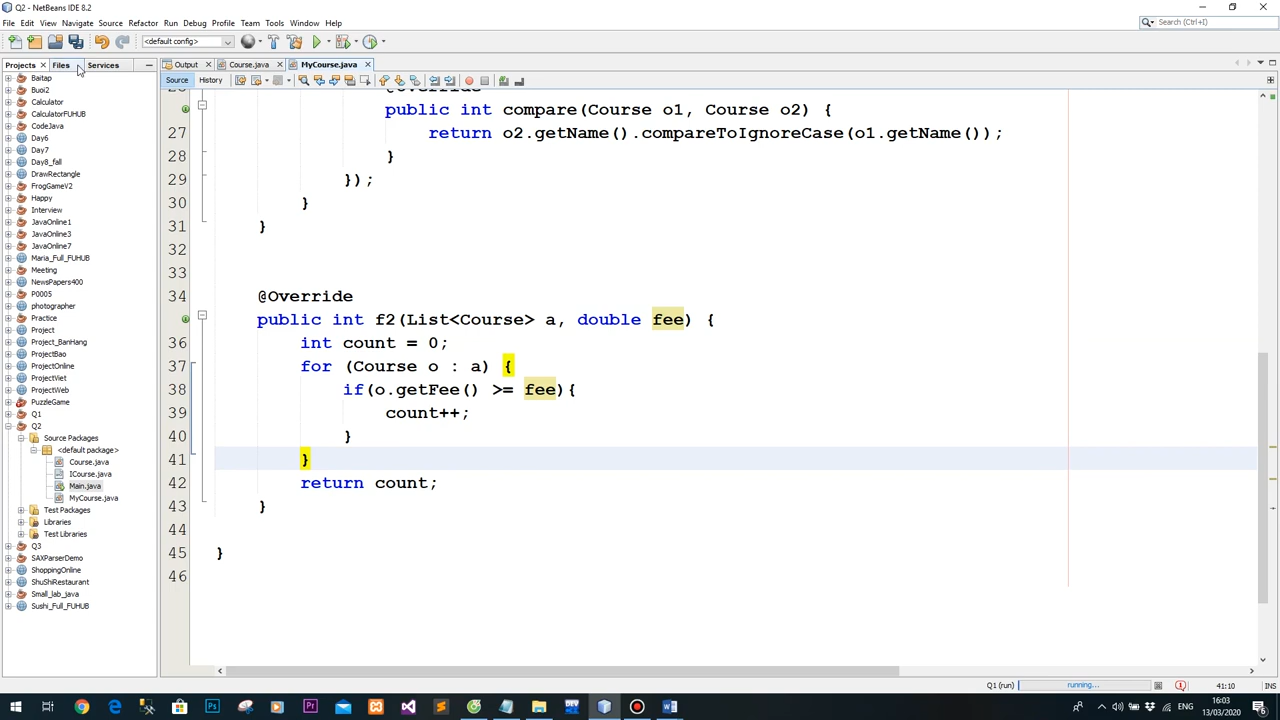 Q2 - NetBeans IDE 8.2
File Edit View Navigate Source Refactor Run Debug Profile Team Tools Window Help
Search (Ctrl+I)
<default config>
Projects Files Services
Output Course.java MyCourse.java
Source History
Baitap
Buoi2
Calculator
CalculatorFUHUB
CodeJava
Day6
Day7
Day8_fall
DrawRectangle
FrogGameV2
Happy
Interview
JavaOnline1
JavaOnline3
JavaOnline7
Maria_Full_FUHUB
Meeting
NewsPapers400
P0005
photographer
Practice
Project
Project_BanHang
ProjectBao
ProjectOnline
ProjectViet
ProjectWeb
PuzzleGame
Q1
Q2
Source Packages
<default package>
Course.java
ICourse.java
Main.java
MyCourse.java
Test Packages
Libraries
Test Libraries
Q3
SAXParserDemo
ShoppingOnline
ShuShiRestaurant
Small_lab_java
Sushi_Full_FUHUB
@Override
public int compare(Course o1, Course o2) {
27 return o2.getName().compareToIgnoreCase(o1.getName());
28 }
29 });
30 }
31 }
32
33
34 @Override
public int f2(List<Course> a, double fee) {
36 int count = 0;
37 for (Course o : a) {
38 if(o.getFee() >= fee){
39 count++;
40 }
41 }
42 return count;
43 }
44
45 }
46
Q1 (run) running... 41:10 INS
ENG
16:03
13/03/2020